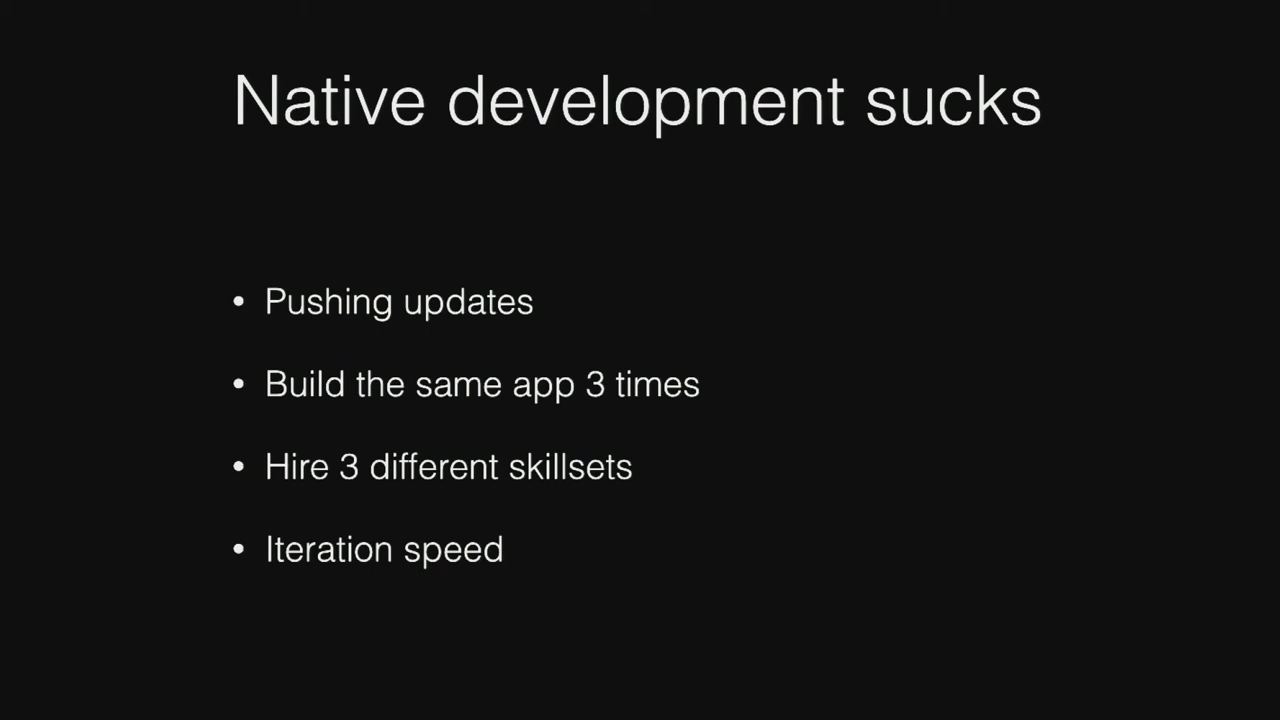 Native development sucks
• Pushing updates
• Build the same app 3 times
• Hire 3 different skillsets
• Iteration speed